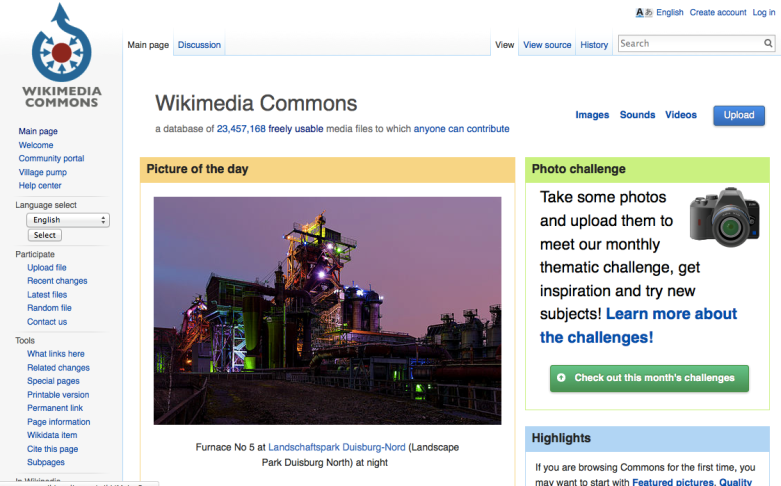 English Create account Log in
Main page Discussion
View View source History
Search
WIKIMEDIA
COMMONS
Wikimedia Commons
a database of 23,457,168 freely usable media files to which anyone can contribute
Images Sounds Videos Upload
Main page
Welcome
Community portal
Village pump
Help center
Language select
English
Select
Participate
Upload file
Recent changes
Latest files
Random file
Contact us
Tools
What links here
Related changes
Special pages
Printable version
Permanent link
Page information
Wikidata item
Cite this page
Subpages
In Wikimedia
Picture of the day
Furnace No 5 at Landschaftspark Duisburg-Nord (Landscape
Park Duisburg North) at night
Photo challenge
Take some photos
and upload them to
meet our monthly
thematic challenge, get
inspiration and try new
subjects! Learn more about
the challenges!
Check out this month's challenges
Highlights
If you are browsing Commons for the first time, you
may want to start with Featured pictures, Quality